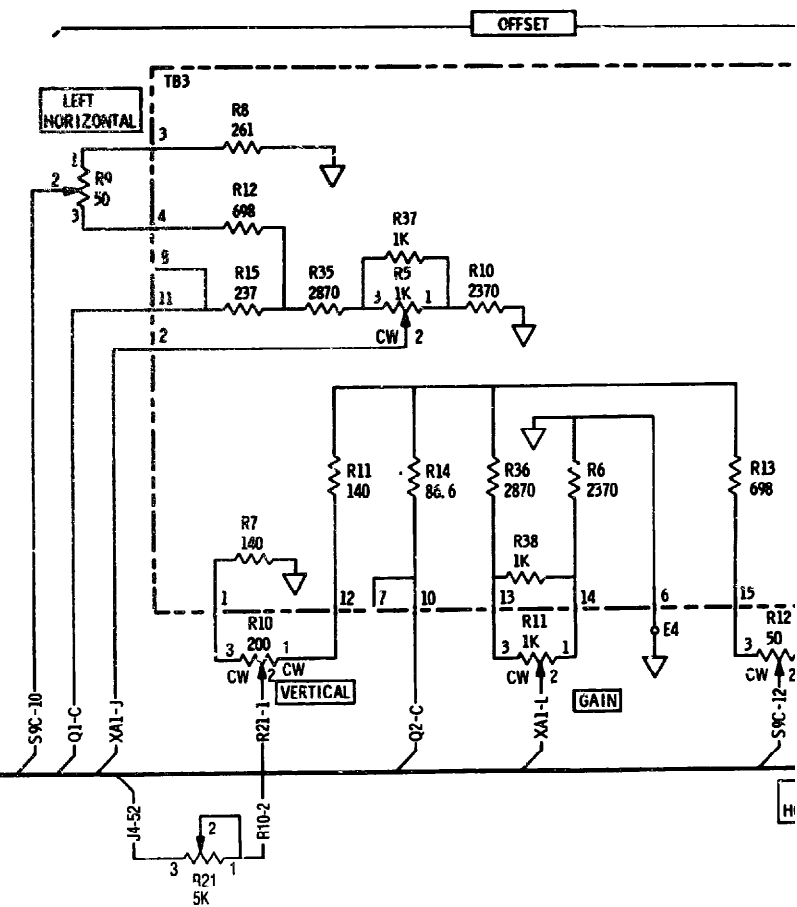 OFFSET
TB3
LEFT
HORIZONTAL
3
R8
261
1
2
R9
50
3
R12
698
4
R37
1K
9
R15
237
R35
2870
R5
1K
R10
2370
11
3
1
2
CW
2
R11
140
R14
86.6
R36
2870
R6
2370
R13
698
R7
140
R38
1K
1
12
7
10
13
14
6
15
R10
200
R11
1K
E4
R12
50
3
1
3
1
3
CW
2
CW
CW
2
CW
2
VERTICAL
GAIN
S9C-10
Q1-C
XA1-J
R21-1
Q2-C
XA1-L
S9C-12
J4-52
2
R10-2
3
1
R21
5K